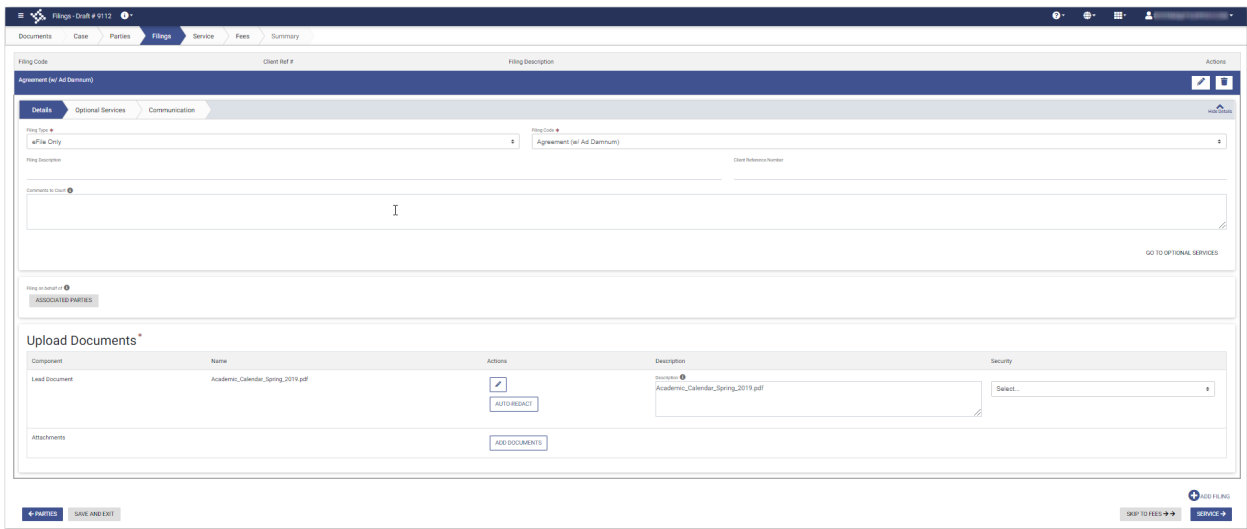 Filings - Draft # 9112
Documents Case Parties Filings Service Fees Summary
Filing Code Client Ref # Filing Description Actions
Agreement (w/ Ad Damnum)
Details Optional Services Communication Hide Details
Filing Type * Filing Code *
eFile Only Agreement (w/ Ad Damnum)
Filing Description Client Reference Number
Comments to Court
GO TO OPTIONAL SERVICES
Filing on behalf of
ASSOCIATED PARTIES
Upload Documents *
Component Name Actions Description Security
Lead Document Academic_Calendar_Spring_2019.pdf Description
Academic_Calendar_Spring_2019.pdf Select...
AUTO-REDACT
Attachments ADD DOCUMENTS
ADD FILING
PARTIES SAVE AND EXIT SKIP TO FEES SERVICE